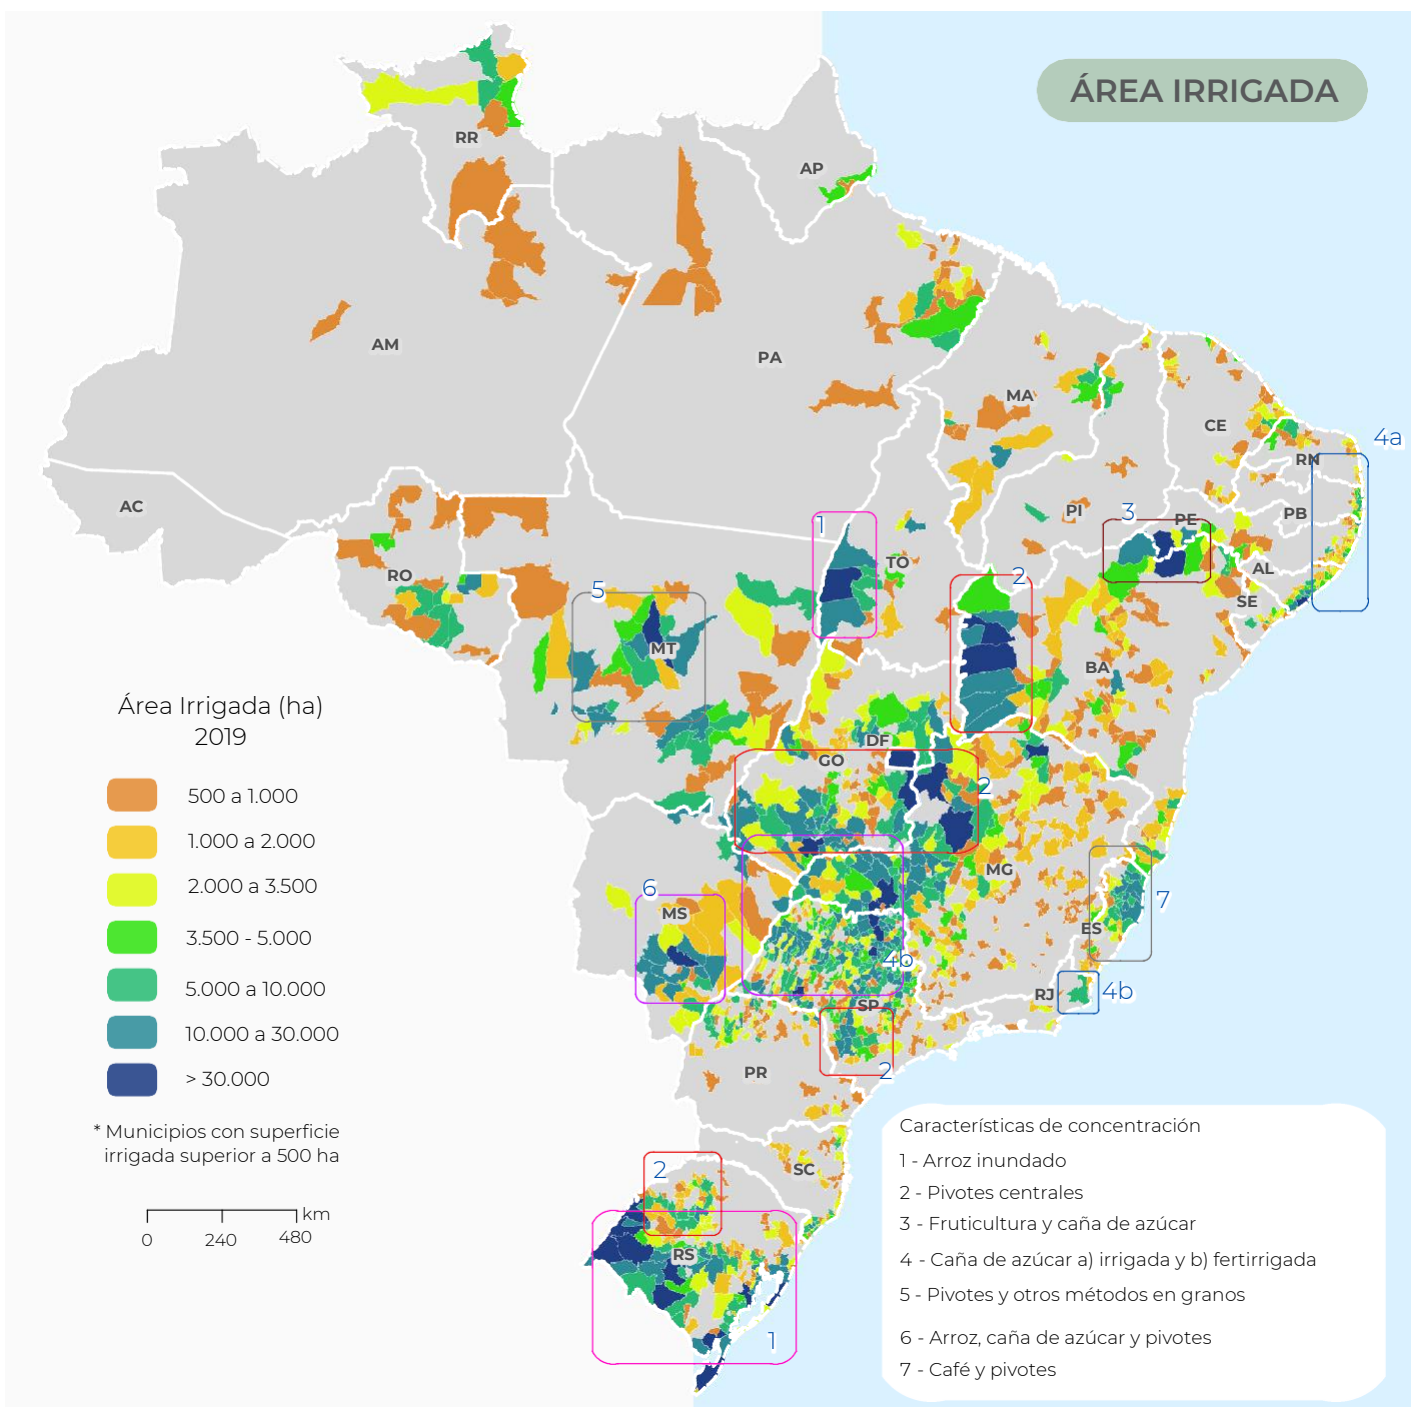 ÁREA IRRIGADA
RR
AP
AM
PA
MA
CE
4a
RN
AC
PI
3
PE
PB
1
RO
TO
AL
2
5
SE
MT
BA
Área Irrigada (ha)
2019
DF
GO
2
500 a 1.000
1.000 a 2.000
2.000 a 3.500
3.500 - 5.000
5.000 a 10.000
10.000 a 30.000
> 30.000
* Municipios con superficie
irrigada superior a 500 ha
km
0
240
480
MG
6
7
MS
ES
4b
RJ
4b
SP
PR
2
2
SC
RS
1
Características de concentración
1 - Arroz inundado
2 - Pivotes centrales
3 - Fruticultura y caña de azúcar
4 - Caña de azúcar a) irrigada y b) fertirrigada
5 - Pivotes y otros métodos en granos
6 - Arroz, caña de azúcar y pivotes
7 - Café y pivotes